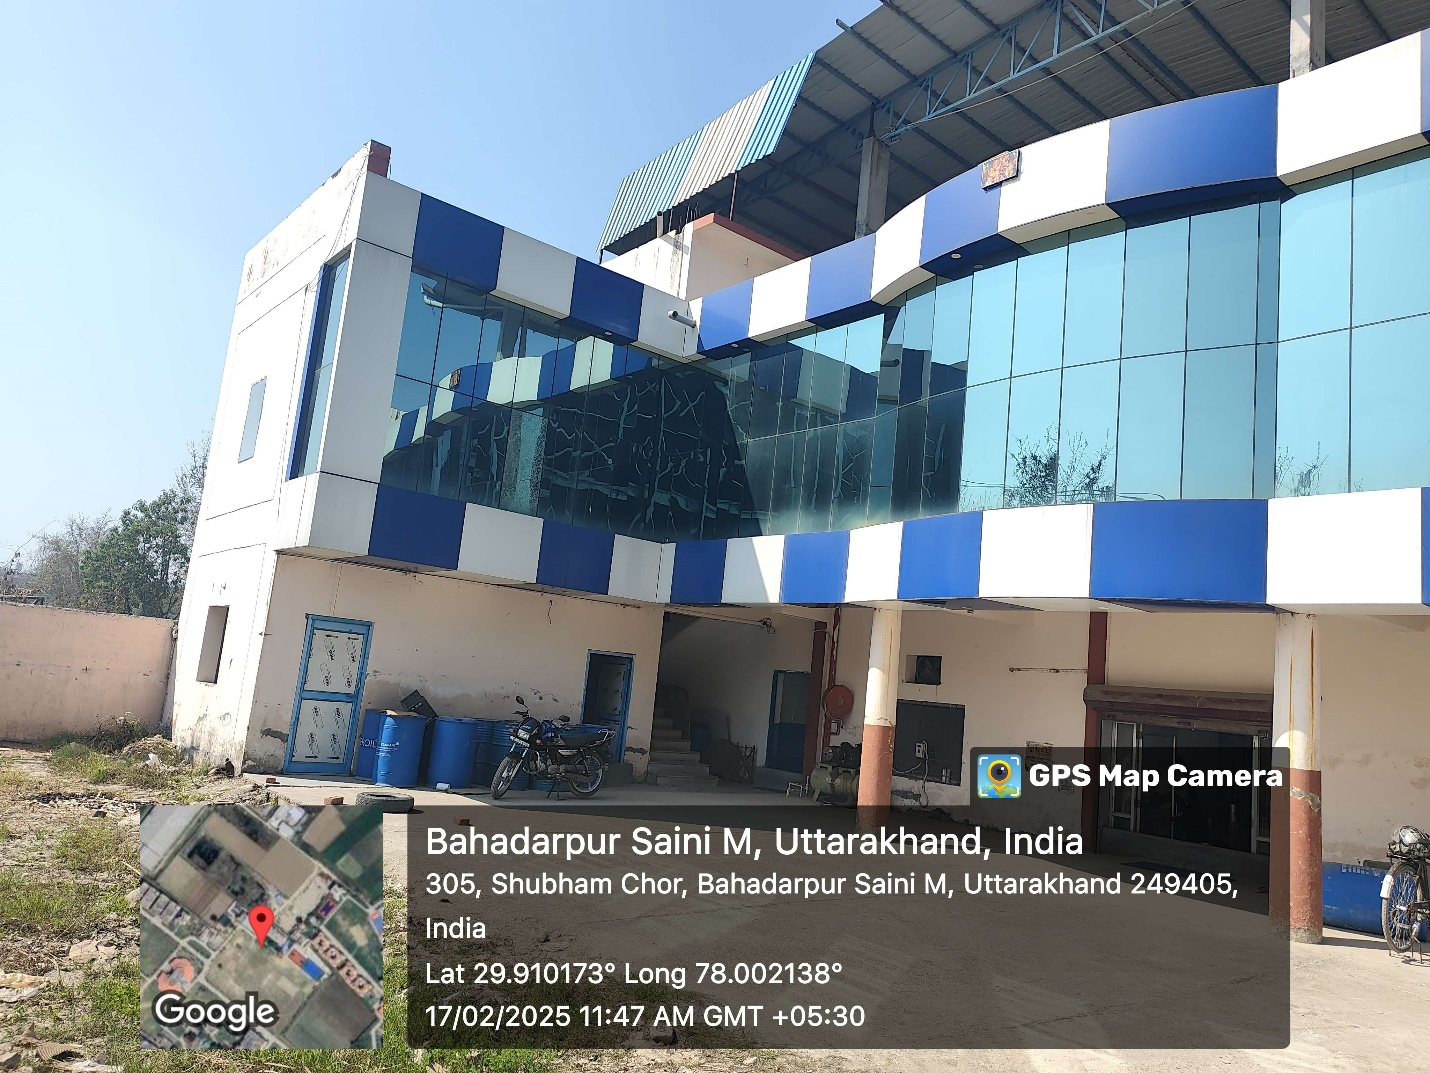 GPS Map Camera
Bahadarpur Saini M, Uttarakhand, India
305, Shubham Chor, Bahadarpur Saini M, Uttarakhand 249405,
India
Lat 29.910173° Long 78.002138°
17/02/2025 11:47 AM GMT +05:30
Google